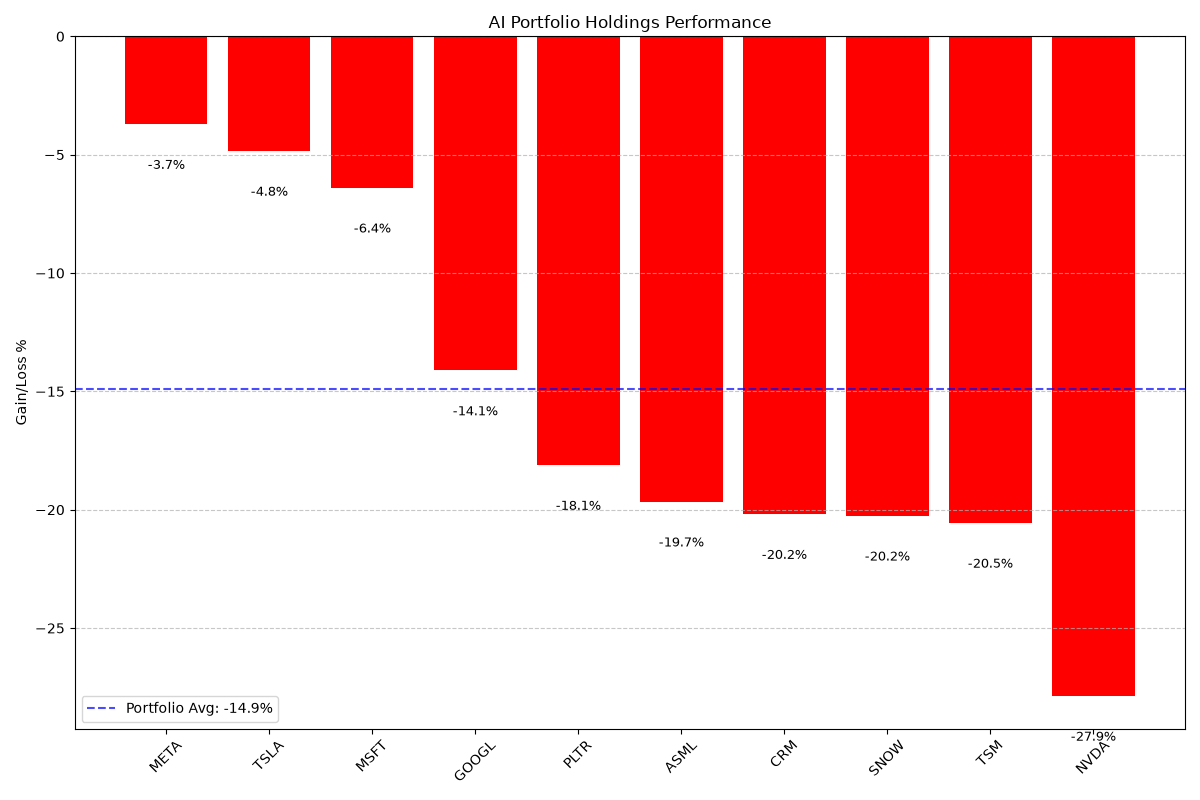 AI Portfolio Holdings Performance
Gain/Loss %
0
−5
−10
−15
−20
−25
-3.7%
-4.8%
-6.4%
-14.1%
-18.1%
-19.7%
-20.2%
-20.2%
-20.5%
-27.9%
Portfolio Avg: -14.9%
META
TSLA
MSFT
GOOGL
PLTR
ASML
CRM
SNOW
TSM
NVDA